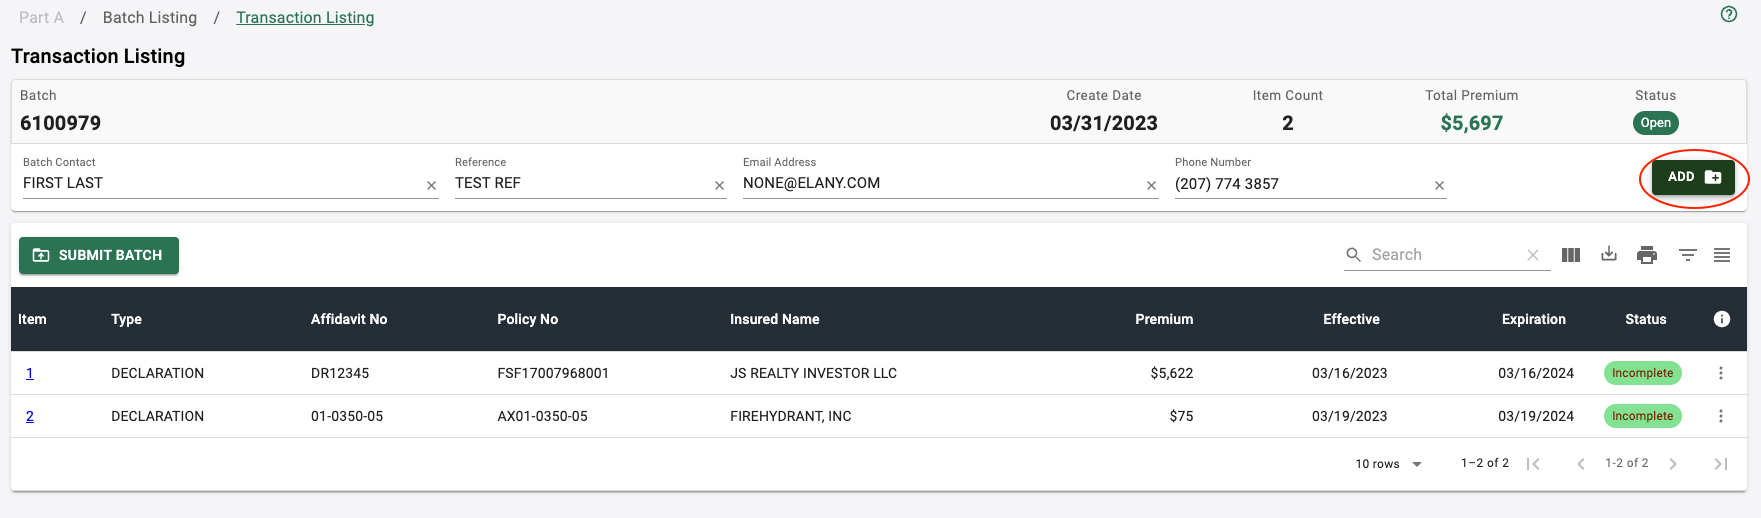 Part A / Batch Listing / Transaction Listing
Transaction Listing
Batch Create Date Item Count Total Premium Status
6100979 03/31/2023 2 $5,697 Open
Batch Contact Reference Email Address Phone Number
FIRST LAST TEST REF NONE@ELANY.COM (207) 774 3857 ADD
SUBMIT BATCH Search
Item Type Affidavit No Policy No Insured Name Premium Effective Expiration Status
1 DECLARATION DR12345 FSF17007968001 JS REALTY INVESTOR LLC $5,622 03/16/2023 03/16/2024 Incomplete
2 DECLARATION 01-0350-05 AX01-0350-05 FIREHYDRANT, INC $75 03/19/2023 03/19/2024 Incomplete
10 rows 1–2 of 2 1-2 of 2